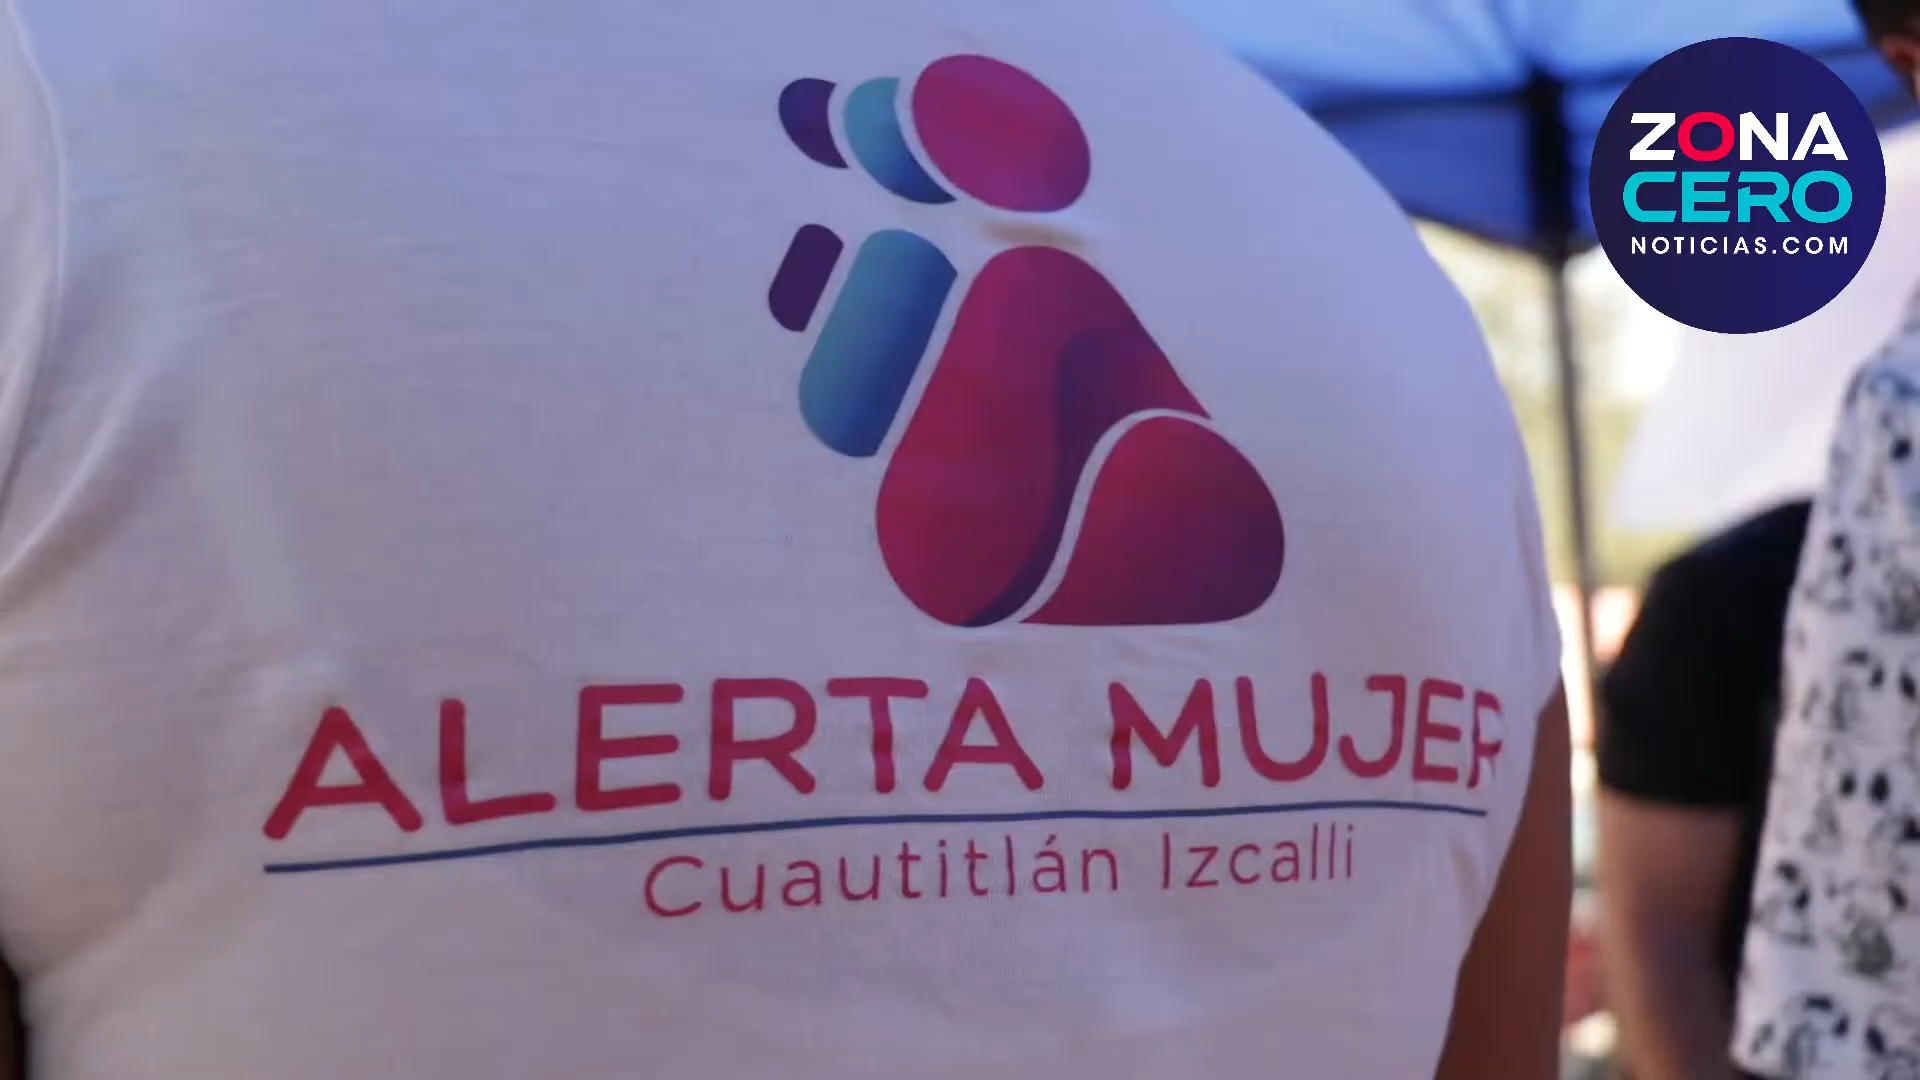 ZONA
CERO
NOTICIAS.COM
ALERTA MUJER
Cuautitlán Izcalli